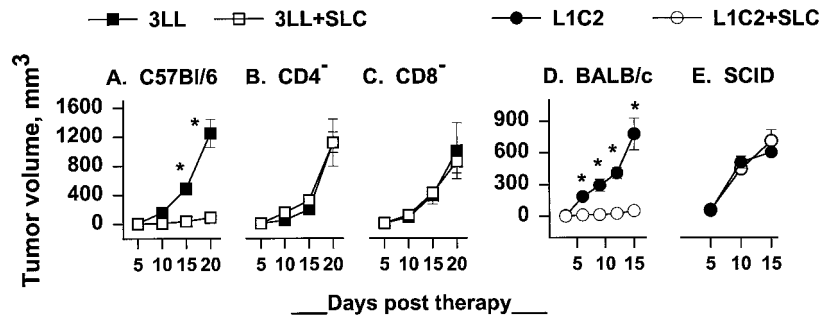 3LL 3LL+SLC L1C2 L1C2+SLC
A. C57Bl/6 B. CD4- C. CD8- D. BALB/c E. SCID
Tumor volume, mm3
1600
1200
800
400
0
900
600
300
0
* *
* * * *
5 10 15 20 5 10 15 20 5 10 15 20 5 10 15 5 10 15
___Days post therapy___